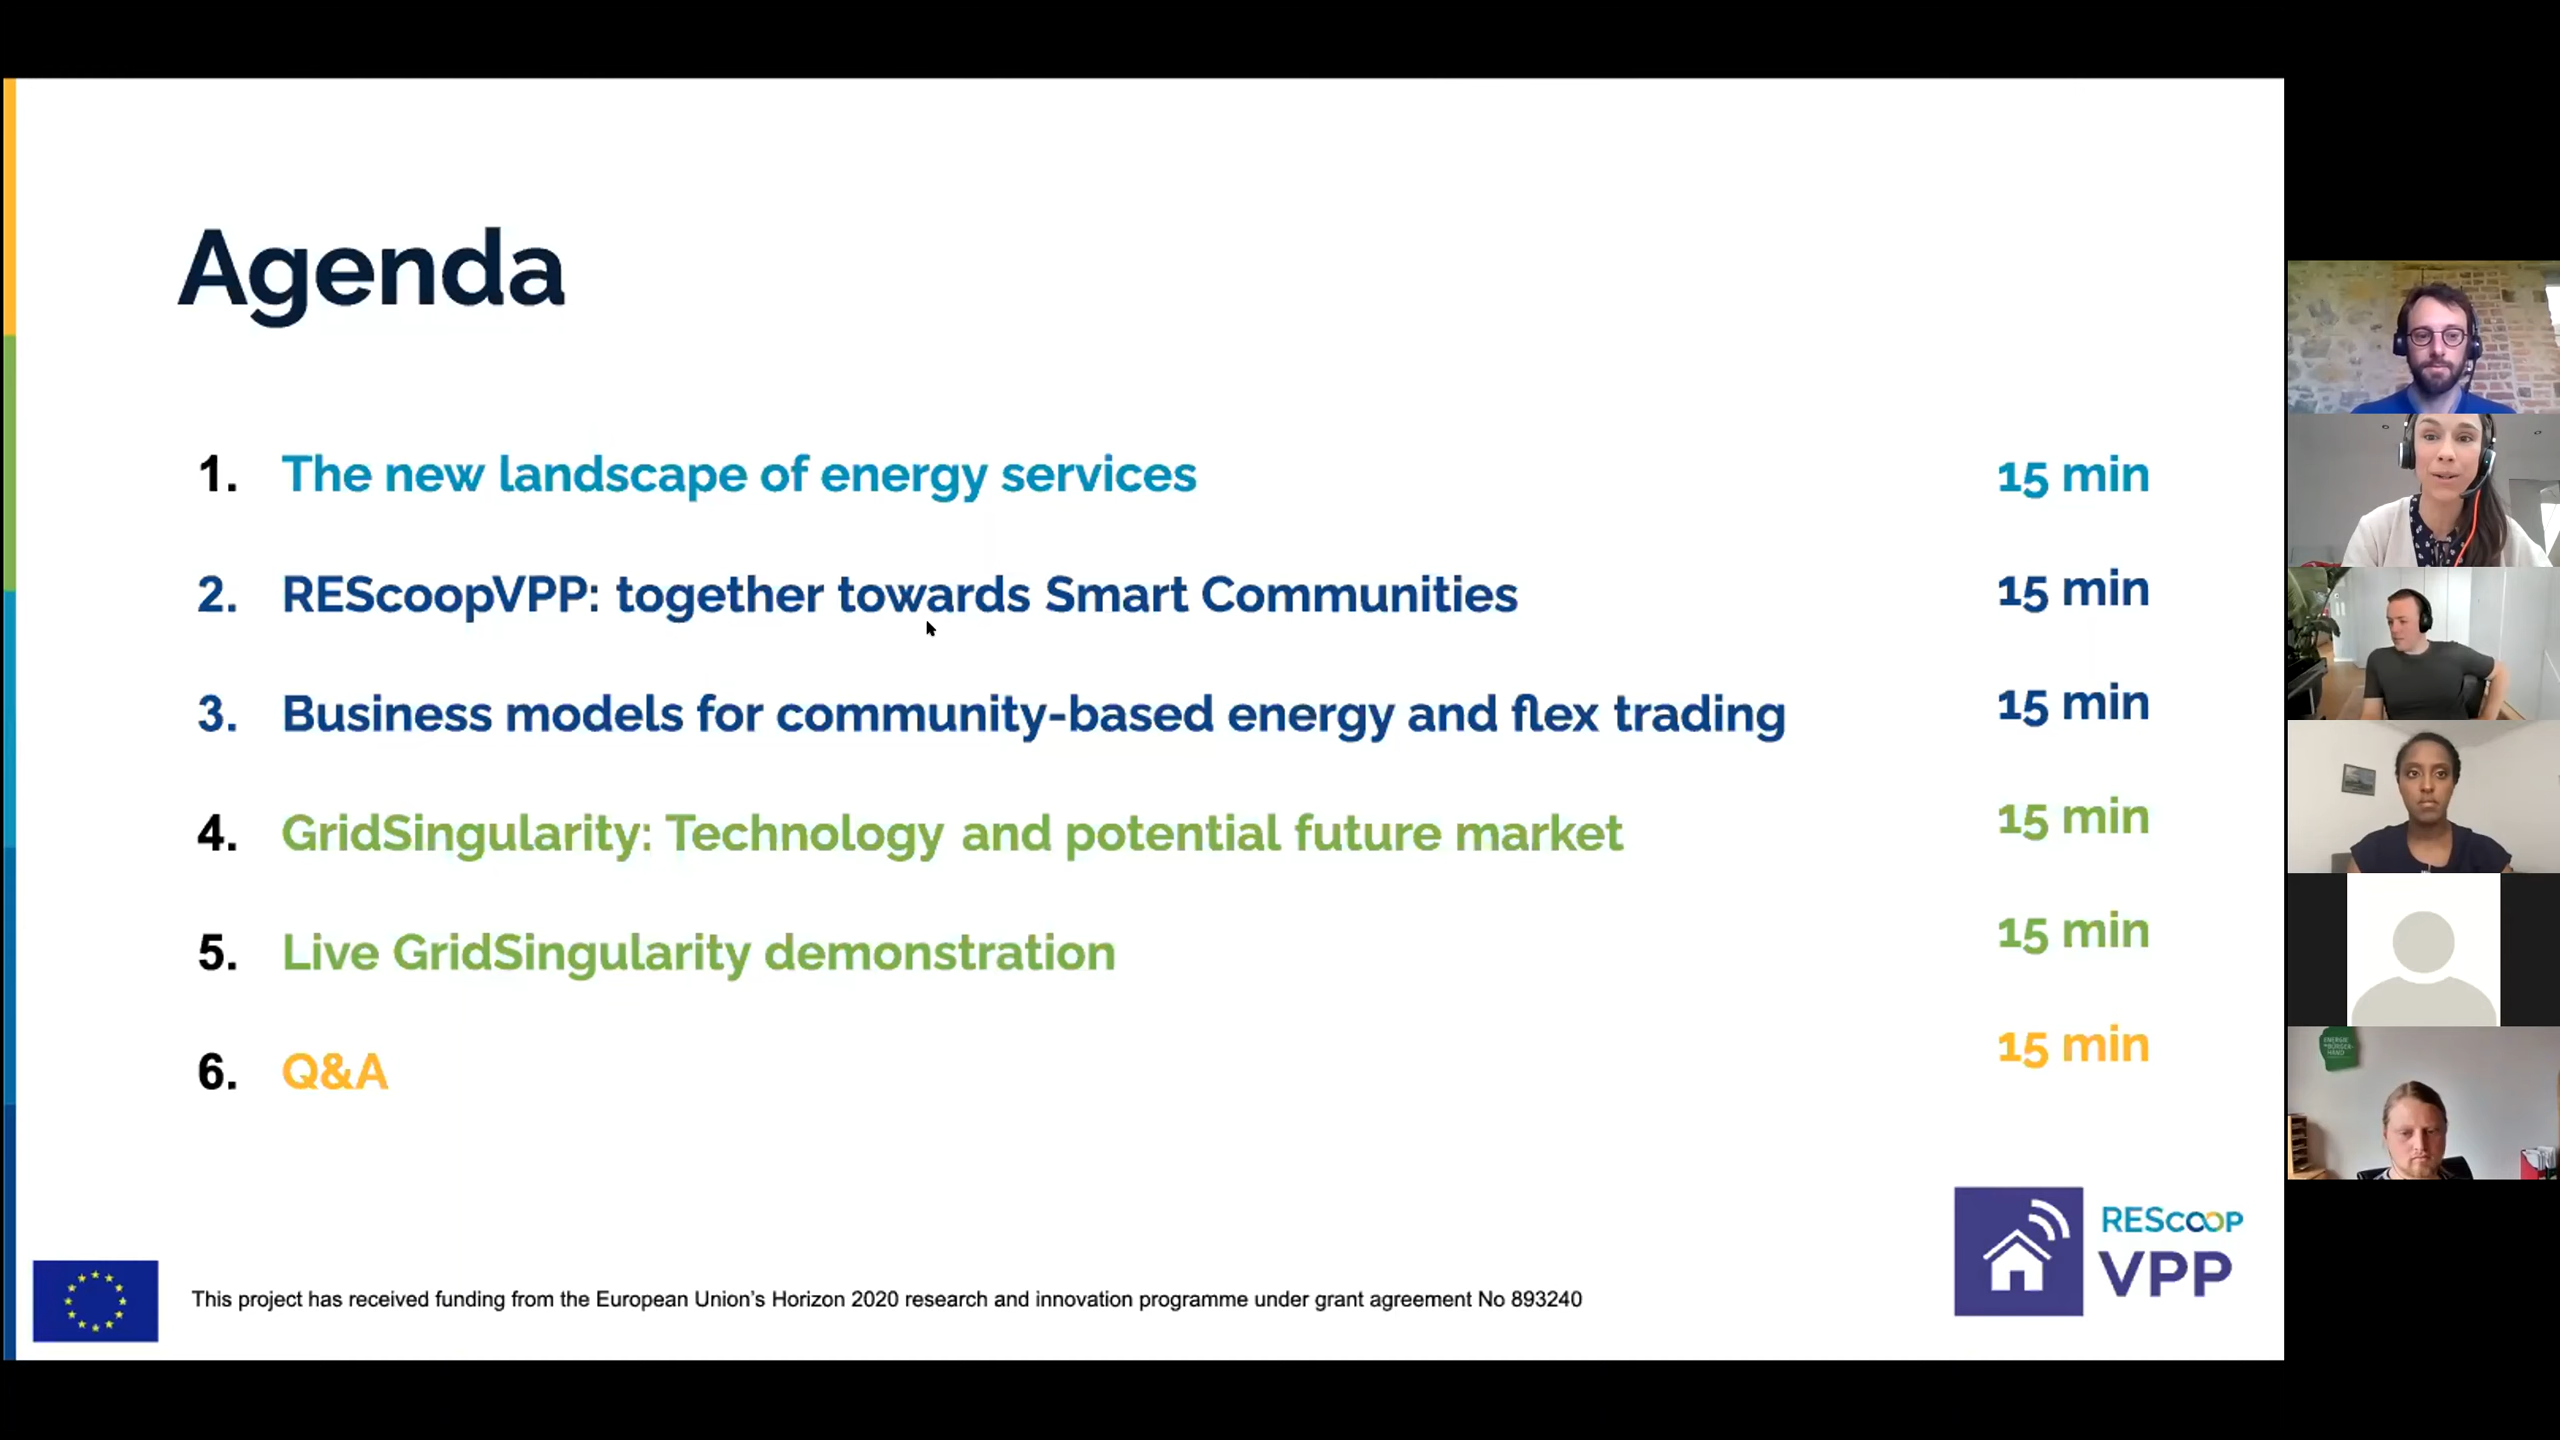 Agenda
1. The new landscape of energy services 15 min
2. REScoopVPP: together towards Smart Communities 15 min
3. Business models for community-based energy and flex trading 15 min
4. GridSingularity: Technology and potential future market 15 min
5. Live GridSingularity demonstration 15 min
6. Q&A 15 min
This project has received funding from the European Union's Horizon 2020 research and innovation programme under grant agreement No 893240
REScoop
VPP
ENERGIE
BÜRGER-
HAND